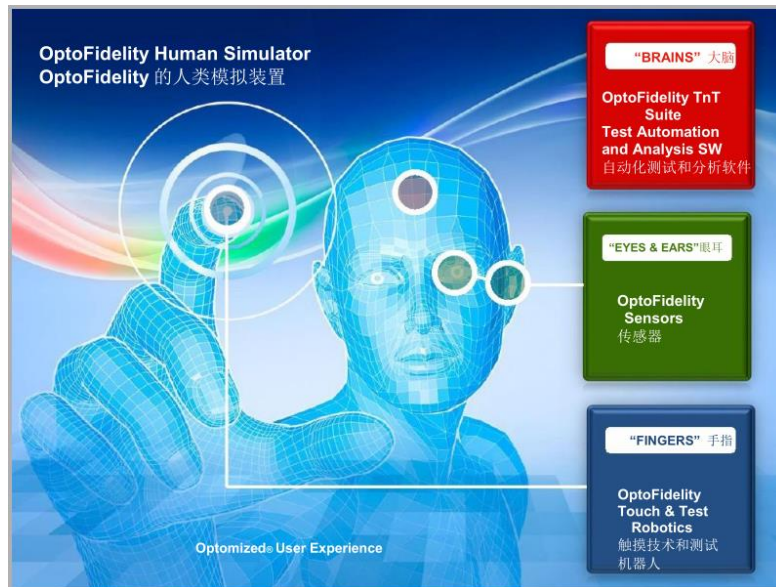 OptoFidelity Human Simulator
OptoFidelity 的人类模拟装置
“BRAINS” 大脑
OptoFidelity TnT
Suite
Test Automation
and Analysis SW
自动化测试和分析软件
“EYES & EARS”眼耳
OptoFidelity
Sensors
传感器
“FINGERS” 手指
OptoFidelity
Touch & Test
Robotics
触摸技术和测试
机器人
Optomized® User Experience